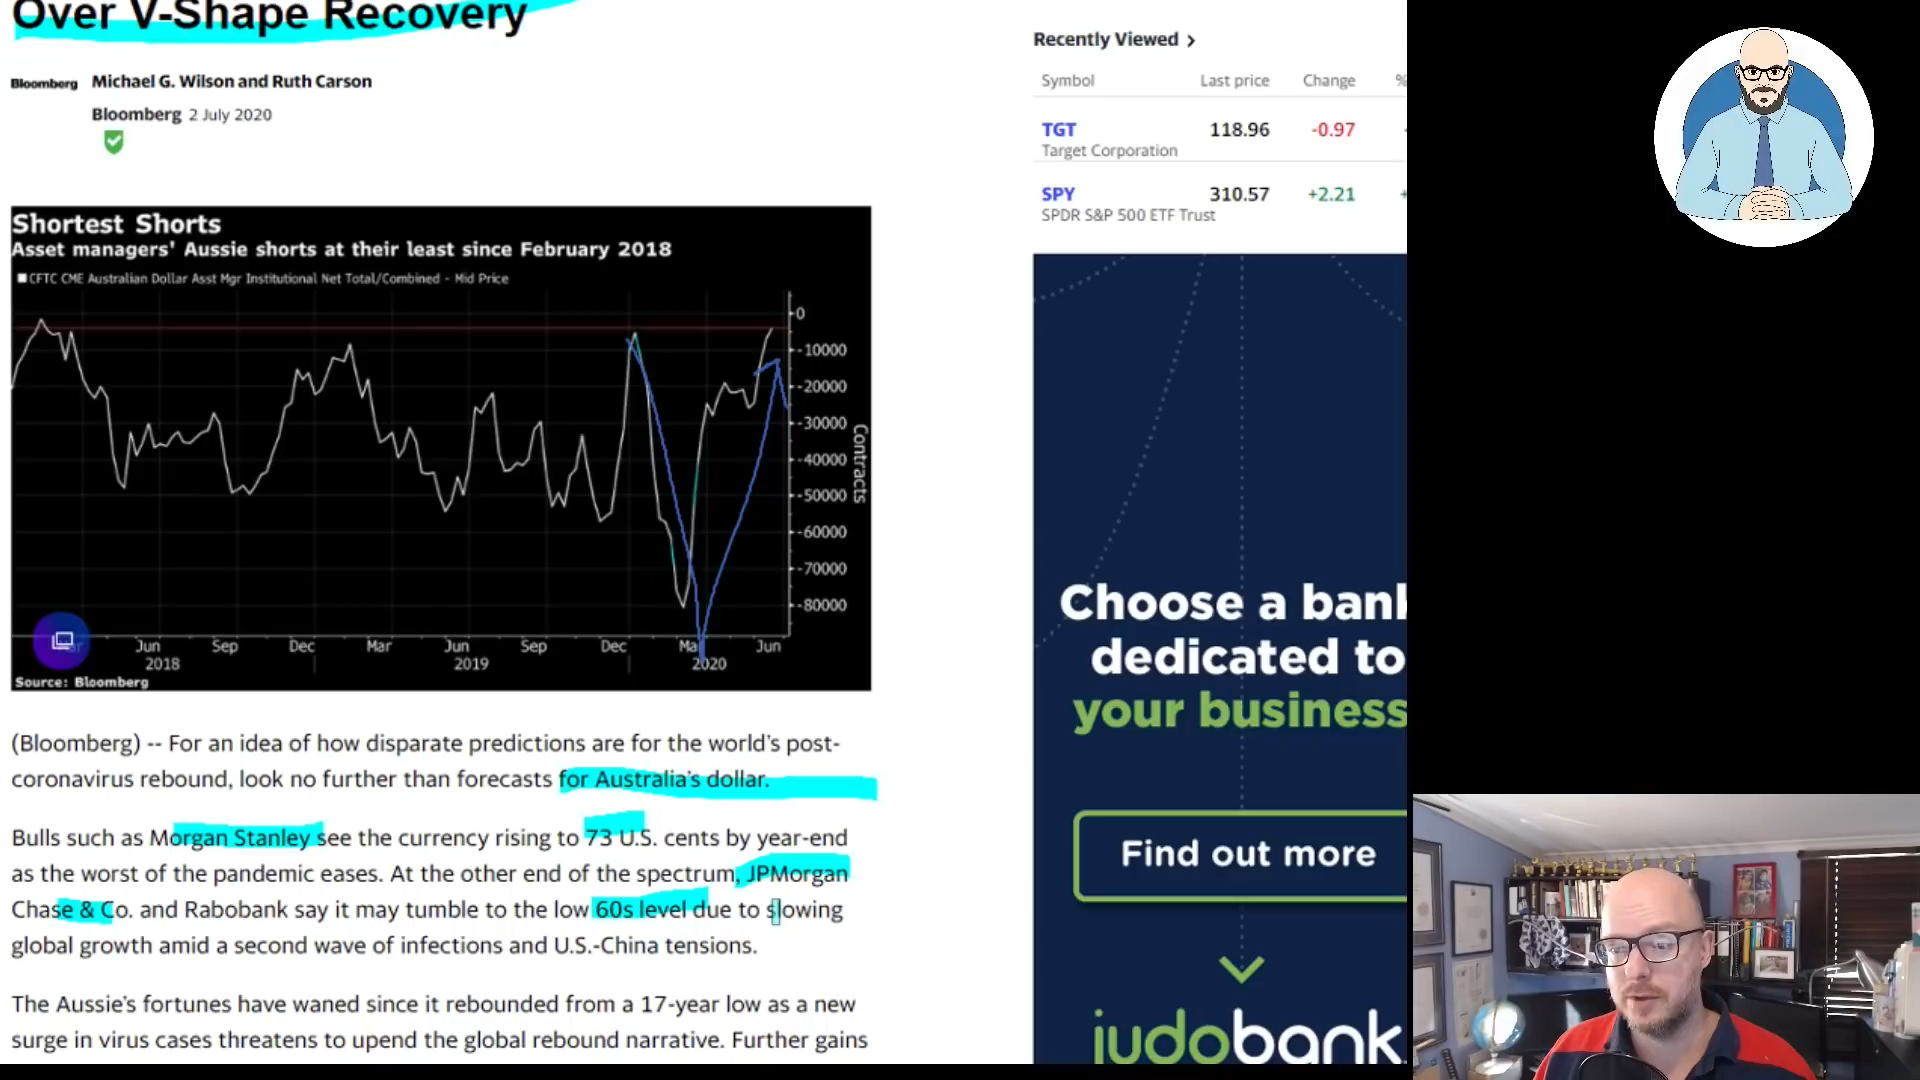 Over V-Shape Recovery
Bloomberg
Michael G. Wilson and Ruth Carson
Bloomberg 2 July 2020
Shortest Shorts
Asset managers' Aussie shorts at their least since February 2018
CFTC CME Australian Dollar Asst Mgr Institutional Net Total/Combined - Mid Price
0
-10000
-20000
-30000
-40000
-50000
-60000
-70000
-80000
Contracts
Jun Sep Dec Mar Jun Sep Dec Mar Jun
2018 2019 2020
Source: Bloomberg
(Bloomberg) -- For an idea of how disparate predictions are for the world's post-
coronavirus rebound, look no further than forecasts for Australia's dollar.
Bulls such as Morgan Stanley see the currency rising to 73 U.S. cents by year-end
as the worst of the pandemic eases. At the other end of the spectrum, JPMorgan
Chase & Co. and Rabobank say it may tumble to the low 60s level due to slowing
global growth amid a second wave of infections and U.S.-China tensions.
The Aussie's fortunes have waned since it rebounded from a 17-year low as a new
surge in virus cases threatens to upend the global rebound narrative. Further gains
Recently Viewed
Symbol Last price Change %
TGT 118.96 -0.97 -
Target Corporation
SPY 310.57 +2.21 +
SPDR S&P 500 ETF Trust
Choose a bank
dedicated to
your business
Find out more
judobank